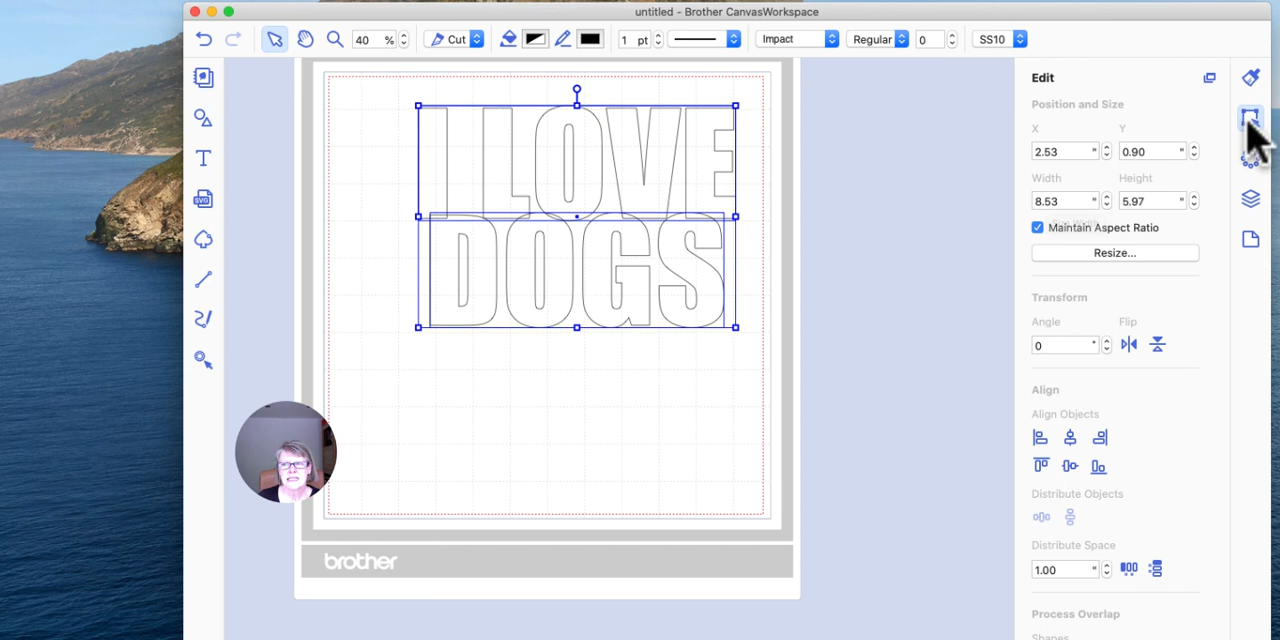 untitled - Brother CanvasWorkspace
40 %
Cut
1 pt
Impact
Regular
0
SS10
I LOVE
DOGS
brother
Edit
Position and Size
X Y
2.53 " 0.90 "
Width Height
8.53 " 5.97 "
Maintain Aspect Ratio
Resize...
Transform
Angle Flip
0 °
Align
Align Objects
Distribute Objects
Distribute Space
1.00 "
Process Overlap
Shapes
T
SVG